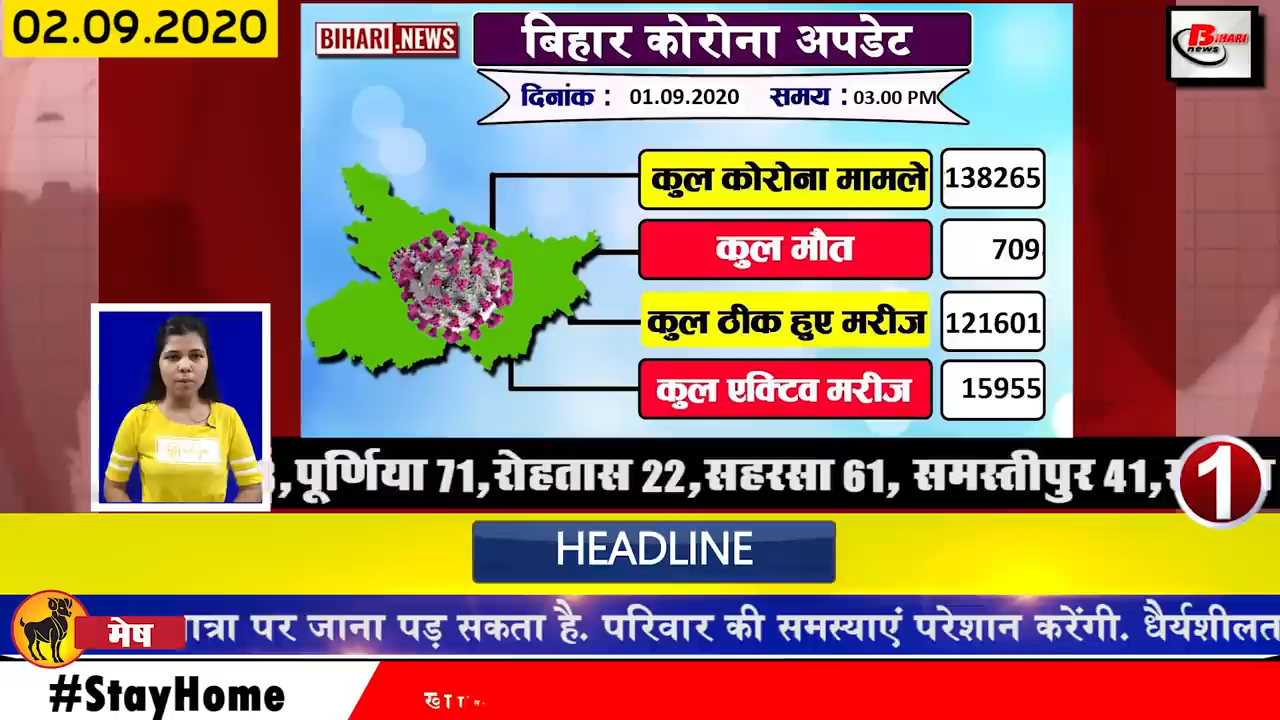 02.09.2020
BIHARI.NEWS
बिहार कोरोना अपडेट
BIHARI
news
दिनांक : 01.09.2020 समय : 03.00 PM
कुल कोरोना मामले 138265
कुल मौत 709
कुल ठीक हुए मरीज 121601
कुल एक्टिव मरीज 15955
,पूर्णिया 71,रोहतास 22,सहरसा 61, समस्तीपुर 41,
1
HEADLINE
मेष
पर जाना पड़ सकता है. परिवार की समस्याएं परेशान करेंगी.
#StayHome